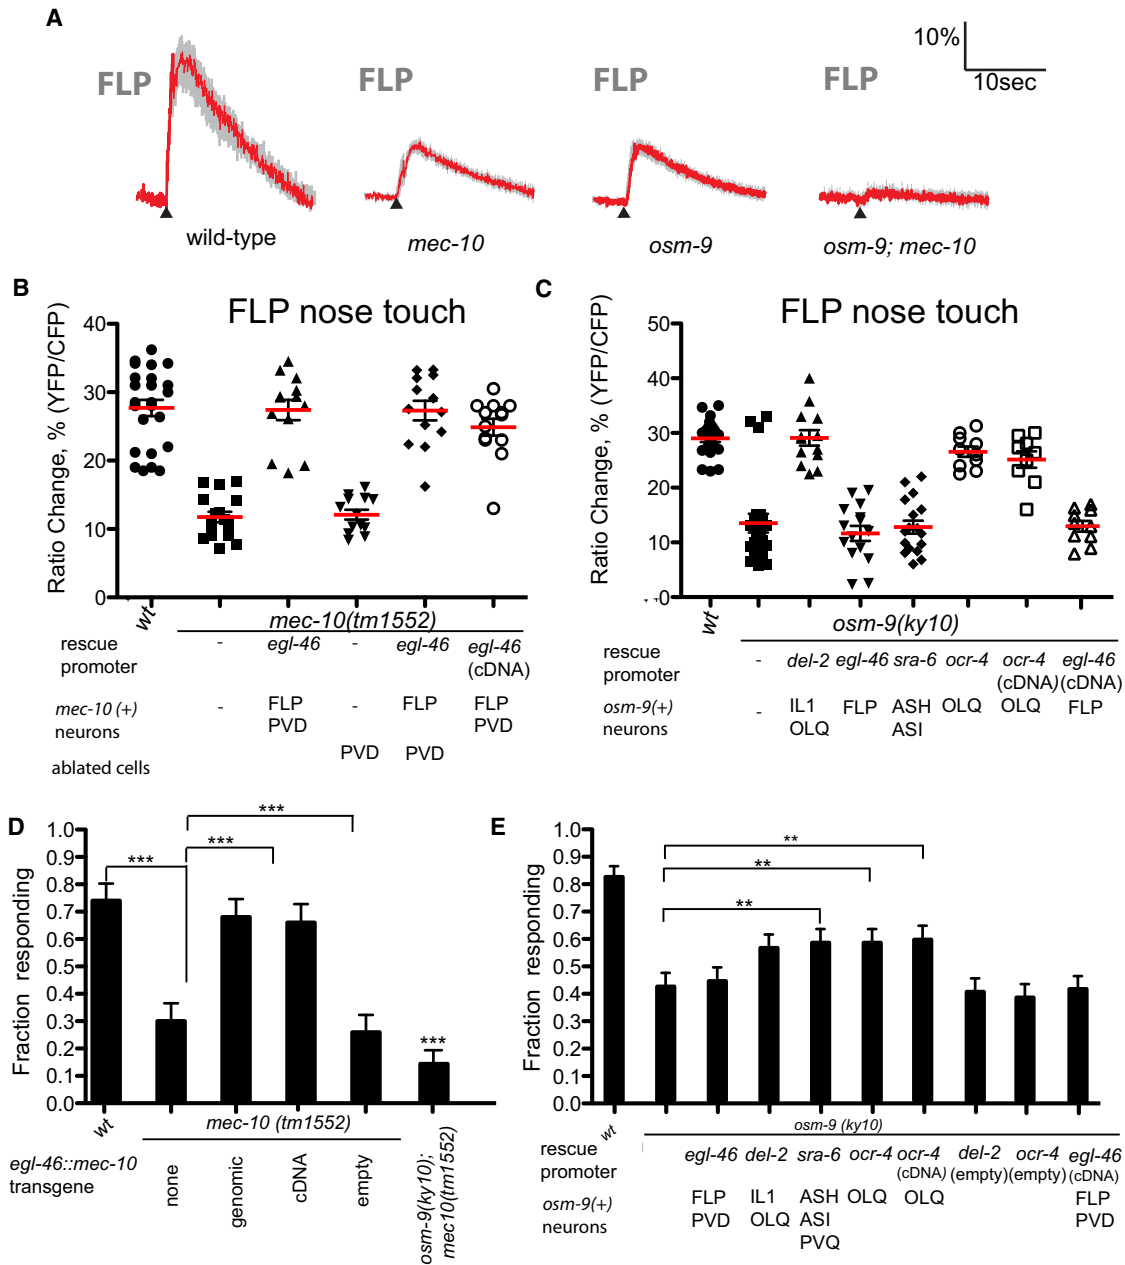 A
FLP
FLP
FLP
FLP
10%
10sec
wild-type
mec-10
osm-9
osm-9; mec-10
B
FLP nose touch
Ratio Change, % (YFP/CFP)
40
30
20
10
0
wt
mec-10(tm1552)
rescue promoter
- egl-46 - egl-46 egl-46 (cDNA)
mec-10 (+) neurons
- FLP PVD - FLP FLP PVD
ablated cells
PVD PVD
C
FLP nose touch
Ratio Change, % (YFP/CFP)
50
40
30
20
10
0
wt
osm-9(ky10)
rescue promoter
- del-2 egl-46 sra-6 ocr-4 ocr-4 (cDNA) egl-46 (cDNA)
osm-9(+) neurons
- IL1 OLQ FLP ASH ASI OLQ OLQ FLP
D
Fraction responding
1.0
0.9
0.8
0.7
0.6
0.5
0.4
0.3
0.2
0.1
0.0
***
***
***
***
wt
mec-10 (tm1552)
egl-46::mec-10 transgene
none
genomic
cDNA
empty
osm-9(ky10);
mec10(tm1552)
E
Fraction responding
1.0
0.9
0.8
0.7
0.6
0.5
0.4
0.3
0.2
0.1
0.0
**
**
**
wt
osm-9 (ky10)
rescue promoter
egl-46 del-2 sra-6 ocr-4 ocr-4 (cDNA) del-2 (empty) ocr-4 (empty) egl-46 (cDNA)
osm-9(+) neurons
FLP PVD IL1 OLQ ASH ASI PVQ OLQ OLQ FLP PVD